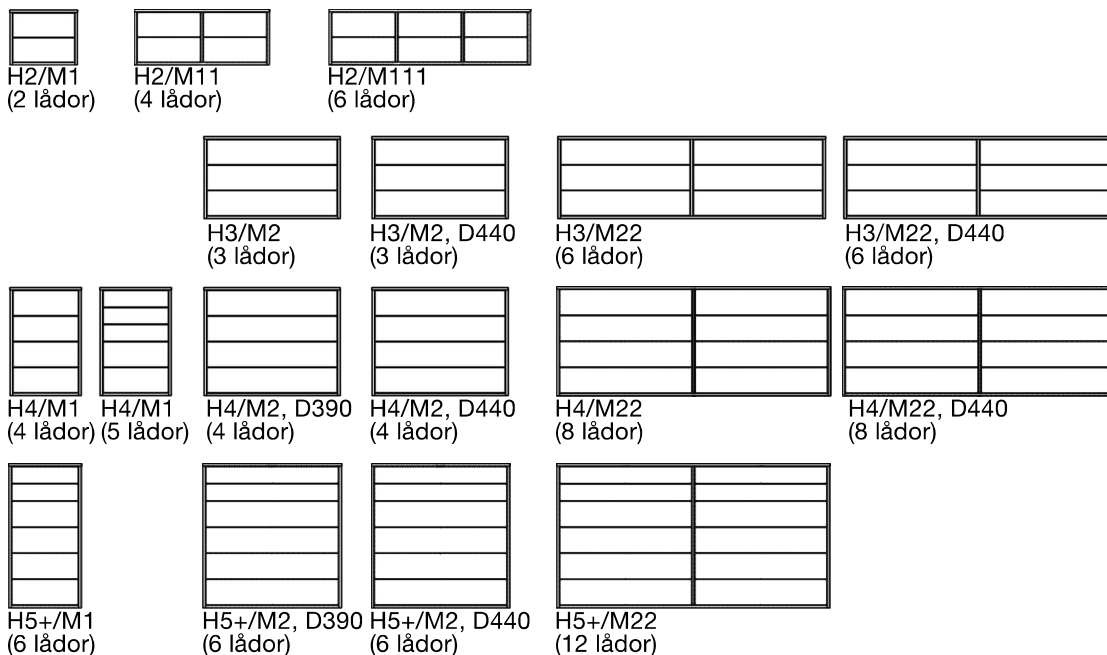 H2/M1
(2 lådor)
H2/M11
(4 lådor)
H2/M111
(6 lådor)
H3/M2
(3 lådor)
H3/M2, D440
(3 lådor)
H3/M22
(6 lådor)
H3/M22, D440
(6 lådor)
H4/M1
(4 lådor)
H4/M1
(5 lådor)
H4/M2, D390
(4 lådor)
H4/M2, D440
(4 lådor)
H4/M22
(8 lådor)
H4/M22, D440
(8 lådor)
H5+/M1
(6 lådor)
H5+/M2, D390
(6 lådor)
H5+/M2, D440
(6 lådor)
H5+/M22
(12 lådor)